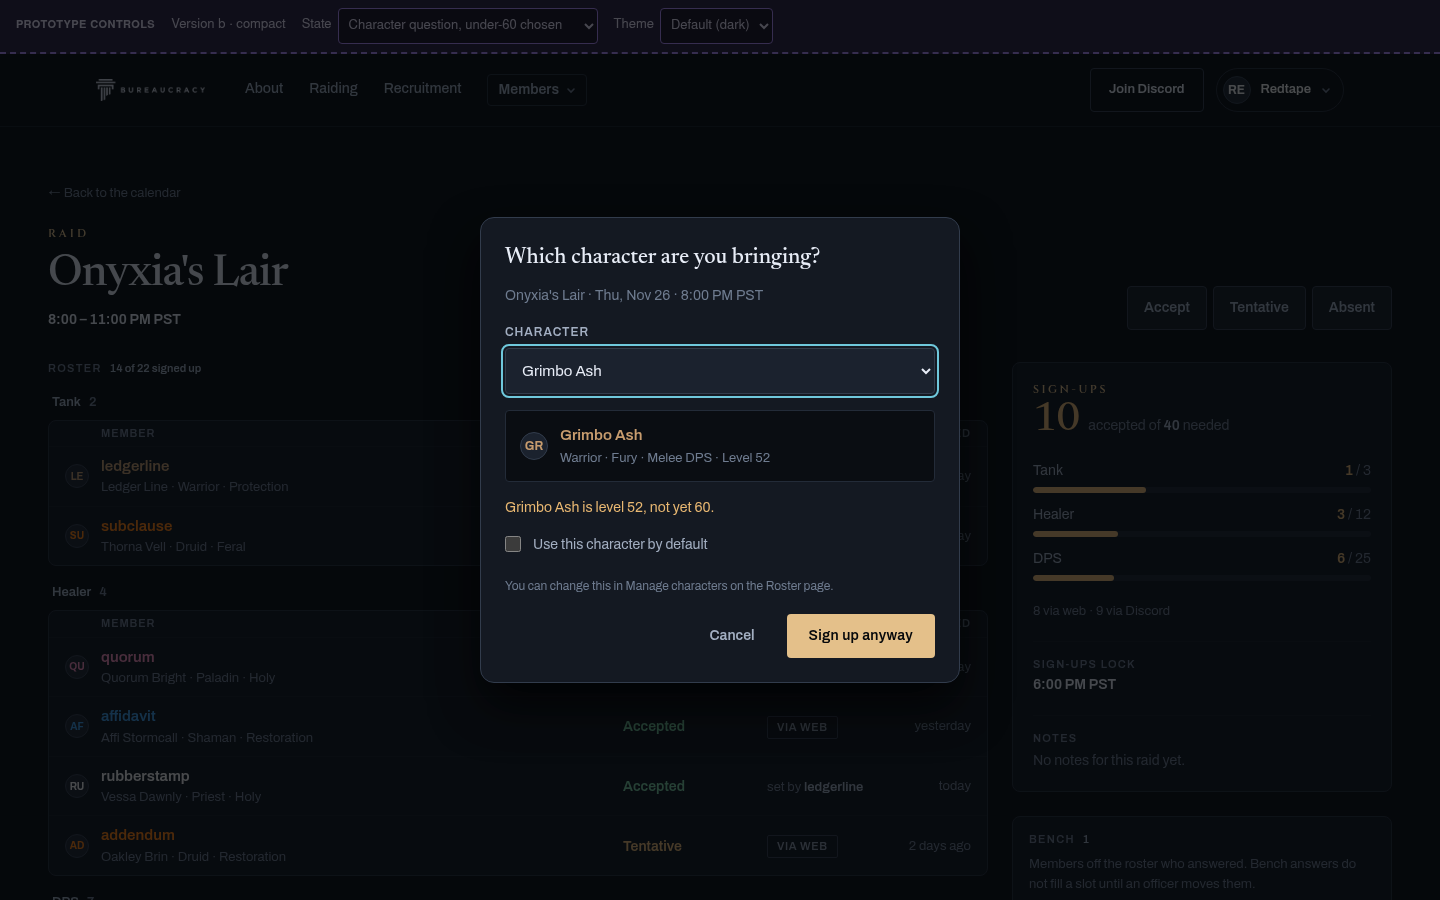 PROTOTYPE CONTROLS Version b · compact State Character question, under-60 chosen Theme Default (dark)
BUREAUCRACY About Raiding Recruitment Members Join Discord RE Redtape
← Back to the calendar
RAID
Onyxia's Lair
8:00 – 11:00 PM PST
Accept Tentative Absent
ROSTER 14 of 22 signed up
Tank 2
MEMBER
LE ledgerline
Ledger Line · Warrior · Protection
SU subclause
Thorna Vell · Druid · Feral
Healer 4
MEMBER
QU quorum
Quorum Bright · Paladin · Holy
AF affidavit
Affi Stormcall · Shaman · Restoration
Accepted VIA WEB yesterday
RU rubberstamp
Vessa Dawnly · Priest · Holy
Accepted set by ledgerline today
AD addendum
Oakley Brin · Druid · Restoration
Tentative VIA WEB 2 days ago
Which character are you bringing?
Onyxia's Lair · Thu, Nov 26 · 8:00 PM PST
CHARACTER
Grimbo Ash
GR Grimbo Ash
Warrior · Fury · Melee DPS · Level 52
Grimbo Ash is level 52, not yet 60.
Use this character by default
You can change this in Manage characters on the Roster page.
Cancel Sign up anyway
SIGN-UPS
10 accepted of 40 needed
Tank 1 / 3
Healer 3 / 12
DPS 6 / 25
8 via web · 9 via Discord
SIGN-UPS LOCK
6:00 PM PST
NOTES
No notes for this raid yet.
BENCH 1
Members off the roster who answered. Bench answers do
not fill a slot until an officer moves them.